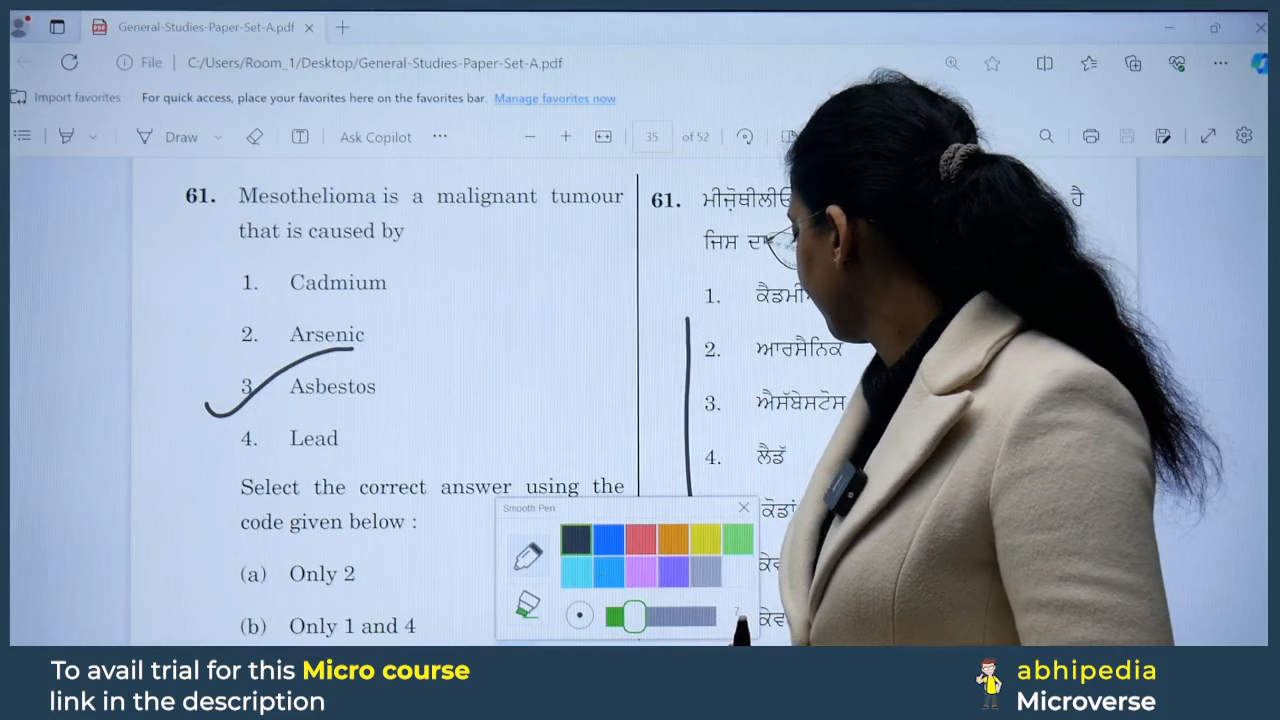 General-Studies-Paper-Set-A.pdf
File C:/Users/Room_1/Desktop/General-Studies-Paper-Set-A.pdf
Import favorites For quick access, place your favorites here on the favorites bar. Manage favorites now
Draw Ask Copilot 35 of 52
61. Mesothelioma is a malignant tumour
that is caused by
1. Cadmium
2. Arsenic
3. Asbestos
4. Lead
Select the correct answer using the
code given below :
(a) Only 2
(b) Only 1 and 4
61. ਹੈ
ਜਿਸ ਦਾ
1.
2. ਆਰਸੈਨਿਕ
3. ਐਸੱਬੇਸਟੋਸ
4. ਲੈਡੱ
Smooth Pen
7
To avail trial for this Micro course
link in the description
abhipedia
Microverse